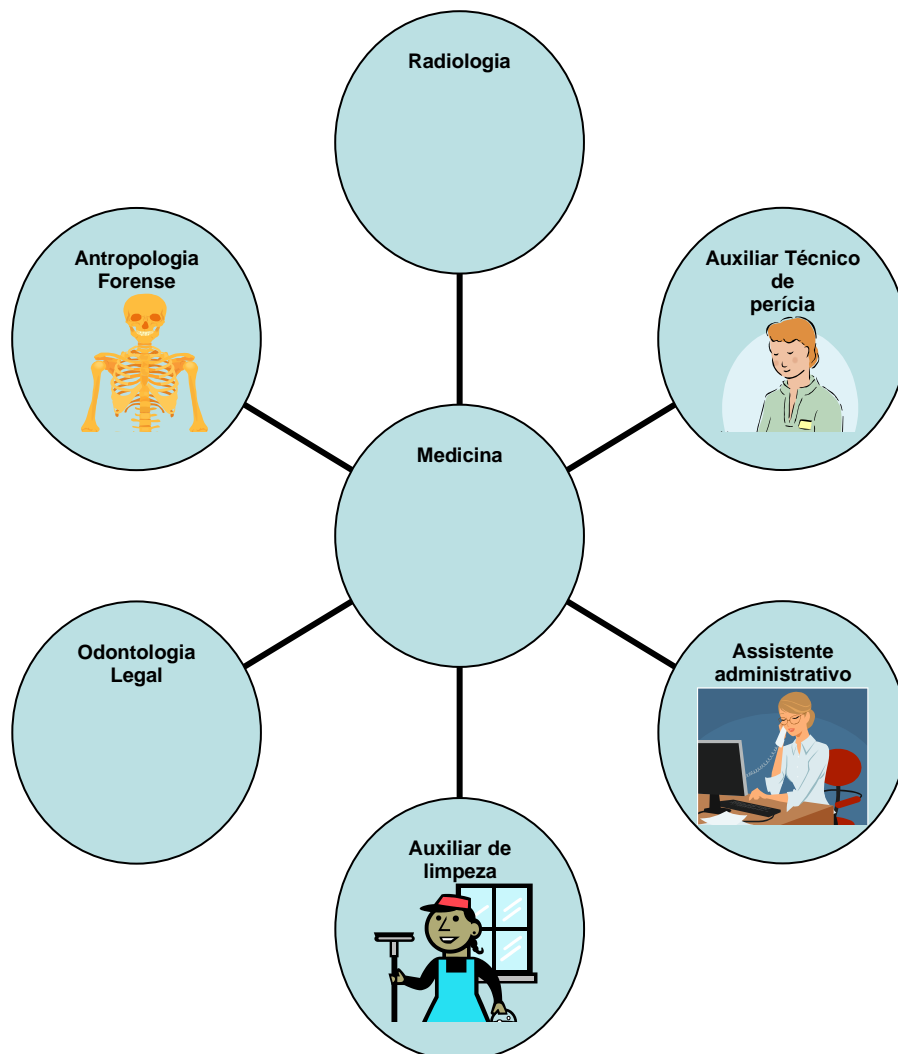 Radiologia
Antropologia
Forense
Auxiliar Técnico
de
perícia
Medicina
Odontologia
Legal
Assistente
administrativo
Auxiliar de
limpeza